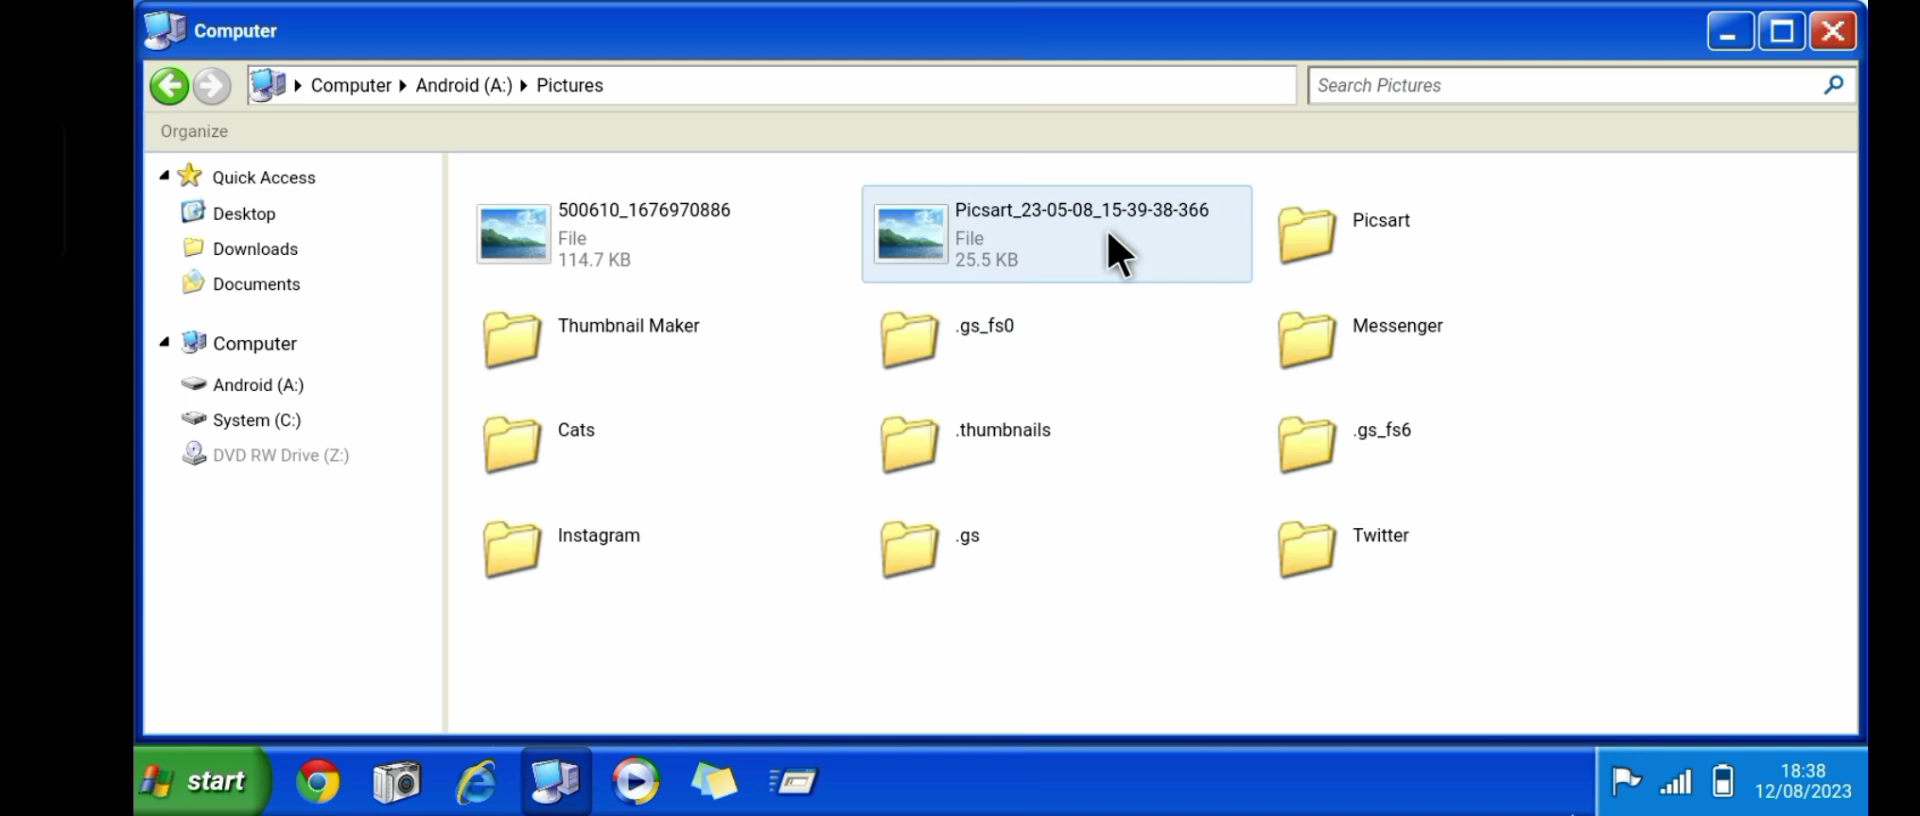 Computer
Computer Android (A:) Pictures
Search Pictures
Organize
Quick Access
Desktop
Downloads
Documents
Computer
Android (A:)
System (C:)
DVD RW Drive (Z:)
500610_1676970886
File
114.7 KB
Picsart_23-05-08_15-39-38-366
File
25.5 KB
Picsart
Thumbnail Maker
.gs_fs0
Messenger
Cats
.thumbnails
.gs_fs6
Instagram
.gs
Twitter
start
18:38
12/08/2023